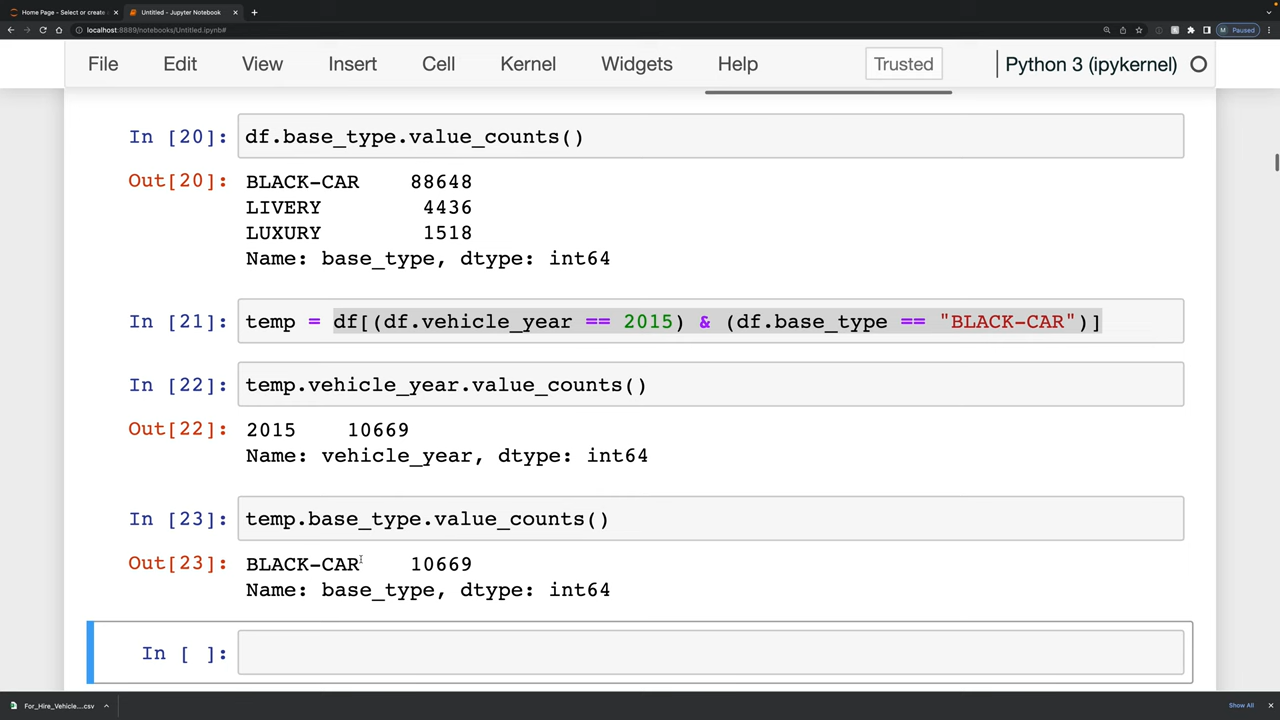 Home Page - Select or create
Untitled - Jupyter Notebook
localhost:8889/notebooks/Untitled.ipynb#
M Paused
File Edit View Insert Cell Kernel Widgets Help Trusted Python 3 (ipykernel)
In [20]: df.base_type.value_counts()
Out[20]: BLACK-CAR 88648
LIVERY 4436
LUXURY 1518
Name: base_type, dtype: int64
In [21]: temp = df[(df.vehicle_year == 2015) & (df.base_type == "BLACK-CAR")]
In [22]: temp.vehicle_year.value_counts()
Out[22]: 2015 10669
Name: vehicle_year, dtype: int64
In [23]: temp.base_type.value_counts()
Out[23]: BLACK-CAR 10669
Name: base_type, dtype: int64
In [ ]:
For_Hire_Vehicle....csv
Show All